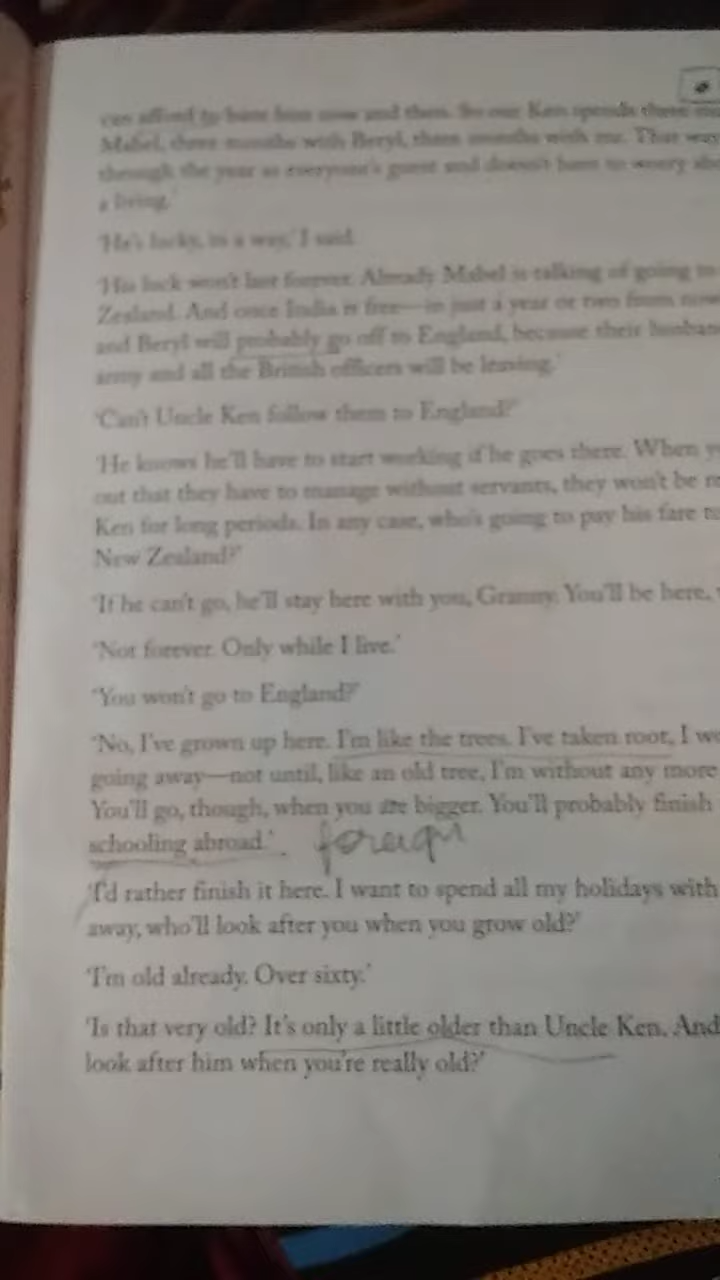 can afford to have him now and then. So our Ken spends three
Mabel, three months with Beryl, three months with me. That way
through the year as everyone's guest and doesn't have to worry
a living.'
'He's lucky, in a way,' I said.
'His luck won't last forever. Already Mabel is talking of going to
Zealand. And once India is free—in just a year or two from now
and Beryl will probably go off to England, because their
army and all the British officers will be leaving.'
'Can't Uncle Ken follow them to England?'
'He knows he'll have to start working if he goes there. When
out that they have to manage without servants, they won't be
Ken for long periods. In any case, who's going to pay his fare
New Zealand?'
'If he can't go, he'll stay here with you, Granny. You'll be here,
'Not forever. Only while I live.'
'You won't go to England?'
'No, I've grown up here. I'm like the trees. I've taken root, I
going away—not until, like an old tree, I'm without any more
You'll go, though, when you are bigger. You'll probably finish
schooling abroad.' foreign
'I'd rather finish it here. I want to spend all my holidays with
away, who'll look after you when you grow old?'
'I'm old already. Over sixty.'
'Is that very old? It's only a little older than Uncle Ken. And
look after him when you're really old?'